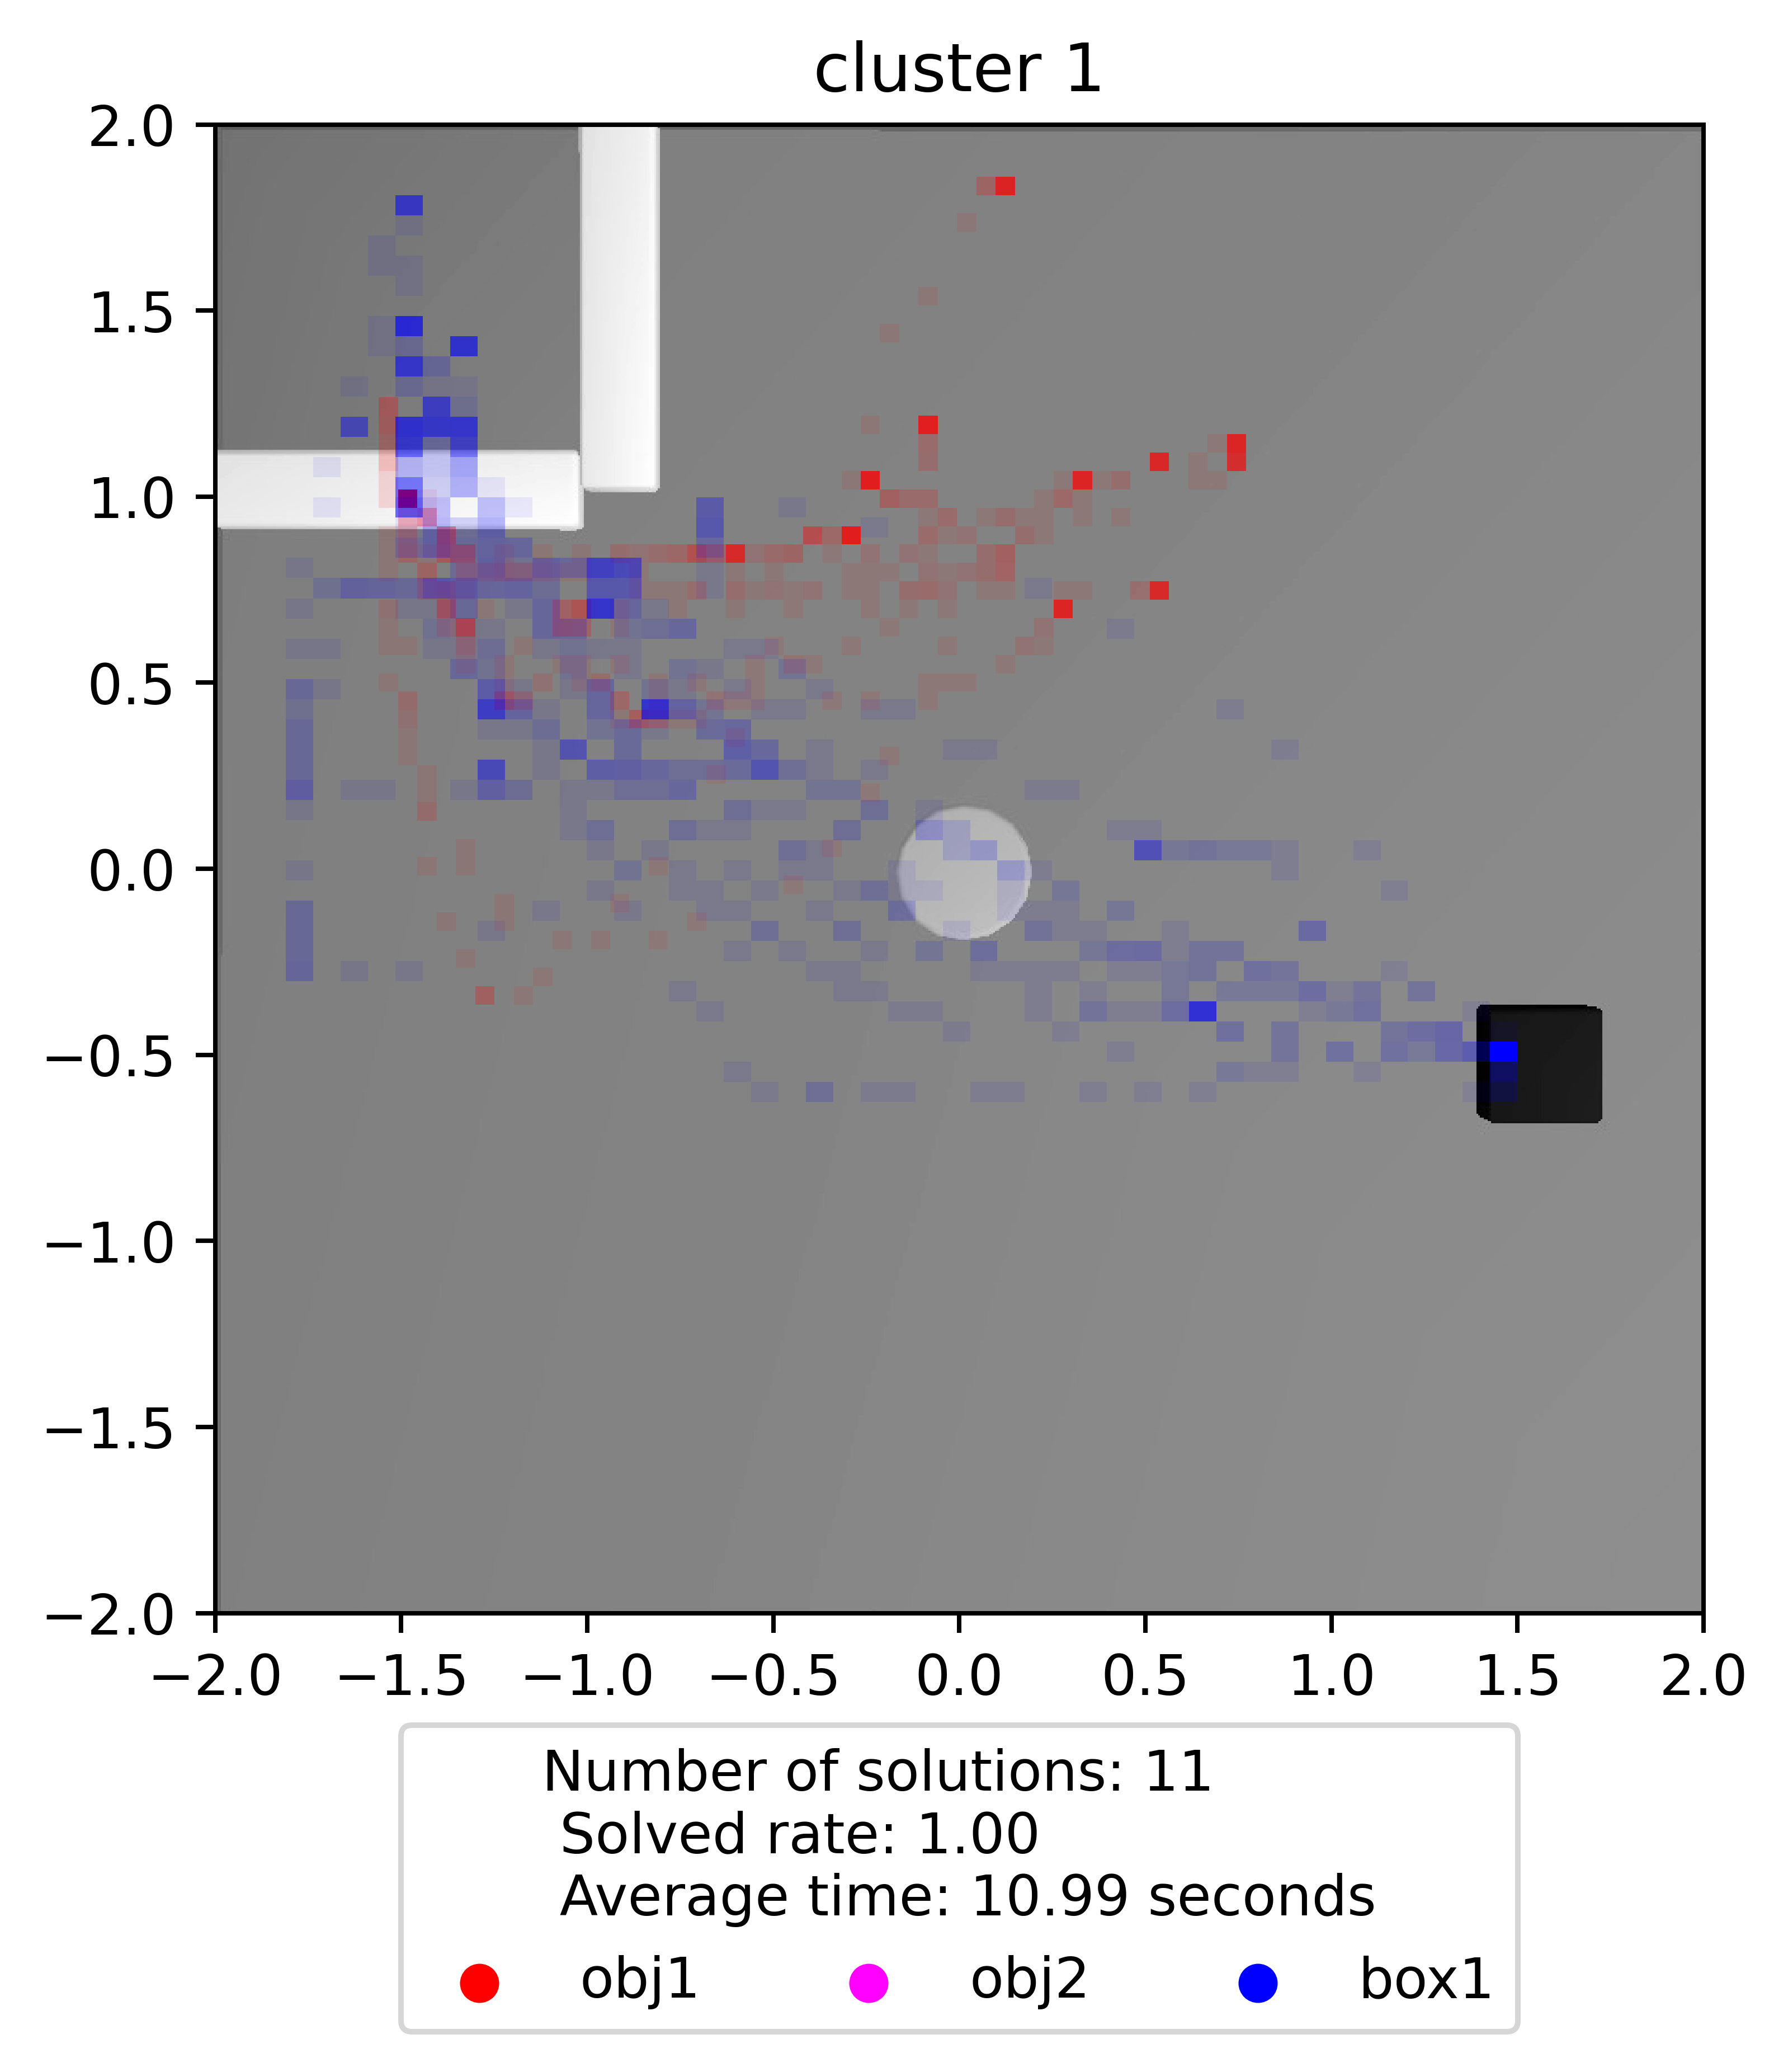 cluster 1
2.0
1.5
1.0
0.5
0.0
−0.5
−1.0
−1.5
−2.0
−2.0 −1.5 −1.0 −0.5 0.0 0.5 1.0 1.5 2.0
Number of solutions: 11
Solved rate: 1.00
Average time: 10.99 seconds
obj1 obj2 box1